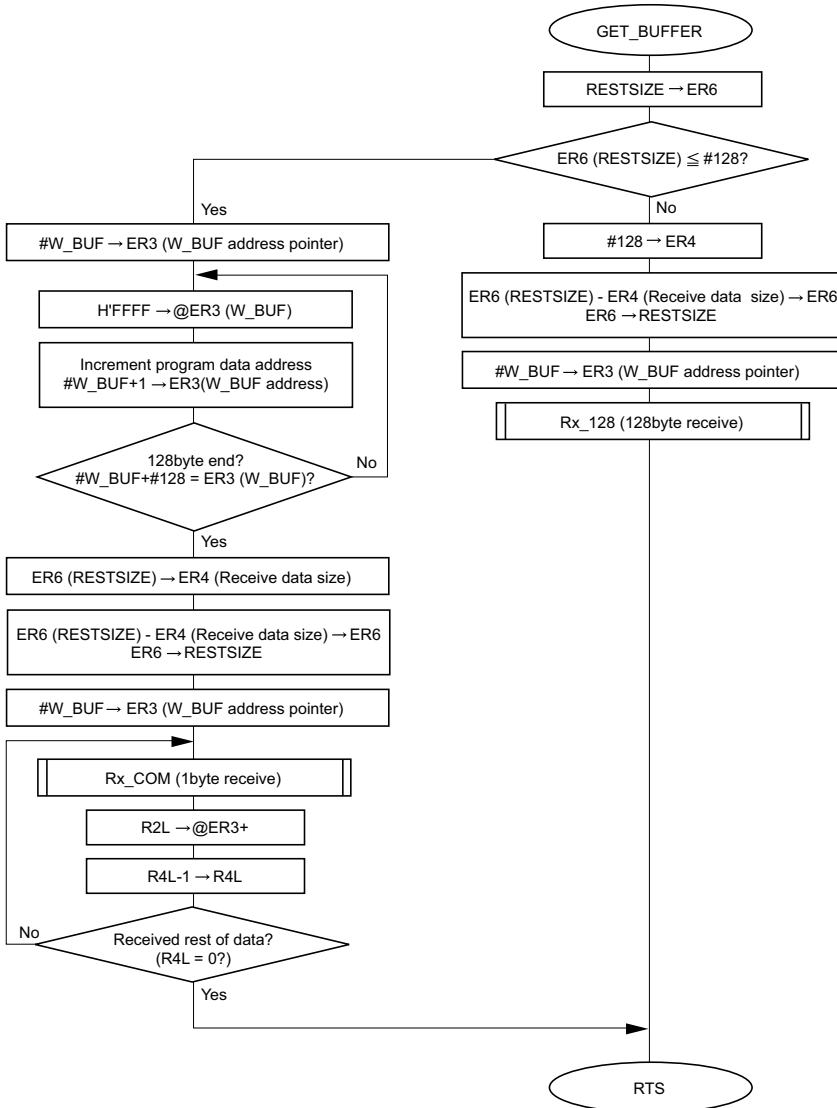 GET_BUFFER
RESTSIZE → ER6
ER6 (RESTSIZE) ≦ #128?
Yes
No
#W_BUF → ER3 (W_BUF address pointer)
#128 → ER4
H'FFFF → @ER3 (W_BUF)
ER6 (RESTSIZE) - ER4 (Receive data size) → ER6
ER6 → RESTSIZE
Increment program data address
#W_BUF+1 → ER3(W_BUF address)
#W_BUF → ER3 (W_BUF address pointer)
Rx_128 (128byte receive)
128byte end?
#W_BUF+#128 = ER3 (W_BUF)?
No
Yes
ER6 (RESTSIZE) → ER4 (Receive data size)
ER6 (RESTSIZE) - ER4 (Receive data size) → ER6
ER6 → RESTSIZE
#W_BUF → ER3 (W_BUF address pointer)
Rx_COM (1byte receive)
R2L → @ER3+
R4L-1 → R4L
No
Received rest of data?
(R4L = 0?)
Yes
RTS